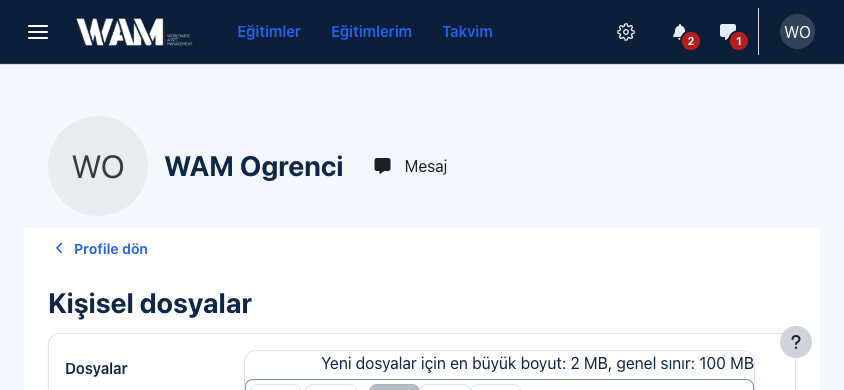 WAM
Eğitimler Eğitimlerim Takvim
2
1
WO
WO
WAM Ogrenci
Mesaj
Profile dön
Kişisel dosyalar
?
Yeni dosyalar için en büyük boyut: 2 MB, genel sınır: 100 MB
Dosyalar